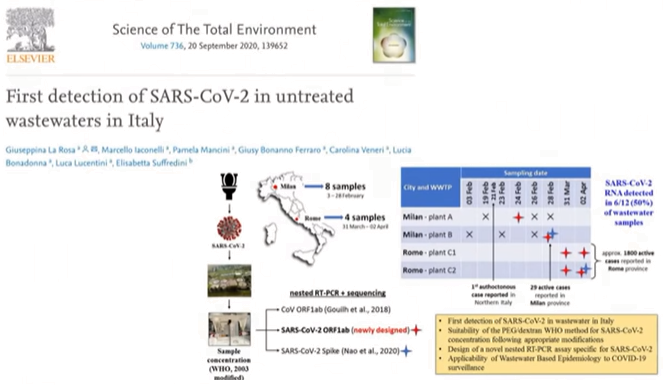 ELSEVIER
Science of The Total Environment
Volume 736, 20 September 2020, 139652
First detection of SARS-CoV-2 in untreated
wastewaters in Italy
Giuseppina La Rosa ᵃ, Marcello Iaconelli ᵃ, Pamela Mancini ᵃ, Giusy Bonanno Ferraro ᵃ, Carolina Veneri ᵃ, Lucia
Bonadonna ᵃ, Luca Lucentini ᵃ, Elisabetta Suffredini ᵇ
SARS-CoV-2
Sample
concentration
(WHO, 2003
modified)
Milan
8 samples
3 – 28 February
Rome
4 samples
31 March – 02 April
nested RT-PCR + sequencing
CoV ORF1ab (Gouilh et al., 2018)
SARS-CoV-2 ORF1ab (newly designed)
SARS-CoV-2 Spike (Nao et al., 2020)
Sampling date
City and WWTP
03 Feb
19 Feb
21 Feb
23 Feb
24 Feb
26 Feb
28 Feb
31 Mar
02 Apr
Milan - plant A
X
X
X
Milan - plant B
X
X
X
Rome - plant C1
Rome - plant C2
SARS-CoV-2
RNA detected
in 6/12 (50%)
of wastewater
samples
approx. 1800 active
cases reported in
Rome province
1ˢᵗ authoctonous
case reported in
Northern Italy
29 active cases
reported in
Milan province
• First detection of SARS-CoV-2 in wastewater in Italy
• Suitability of the PEG/dextran WHO method for SARS-CoV-2
concentration following appropriate modifications
• Design of a novel nested RT-PCR assay specific for SARS-CoV-2
• Applicability of Wastewater Based Epidemiology to COVID-19
surveillance